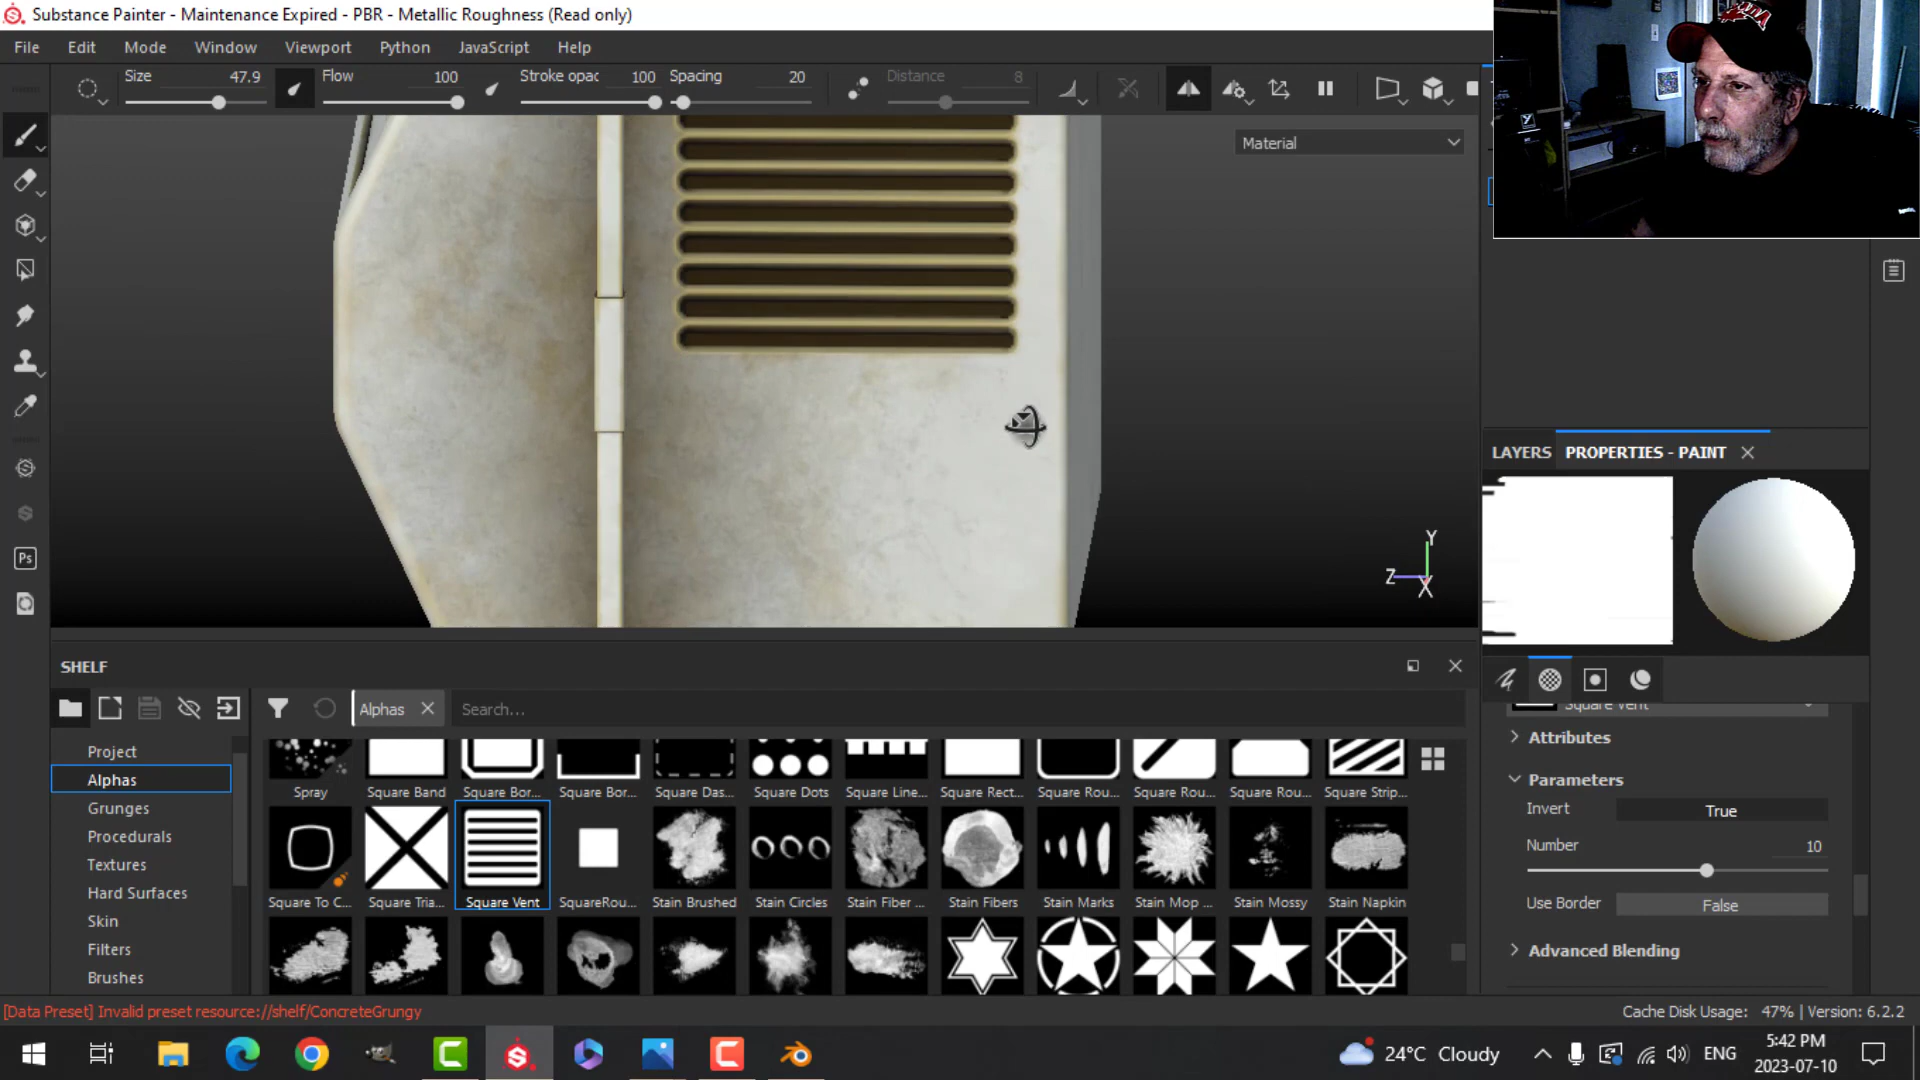 Substance Painter - Maintenance Expired - PBR - Metallic Roughness (Read only)
File Edit Mode Window Viewport Python JavaScript Help
Size 47.9 Flow 100 Stroke opac 100 Spacing 20 Distance 8
Material
Y
Z X
LAYERS PROPERTIES - PAINT
Ps
SHELF
Alphas Search...
Square Vent
Project
Alphas
Grunges
Procedurals
Textures
Hard Surfaces
Skin
Filters
Brushes
Spray Square Band Square Bor... Square Bor... Square Das... Square Dots Square Line... Square Rect... Square Rou... Square Rou... Square Rou... Square Strip...
Square To C... Square Tria... Square Vent SquareRou... Stain Brushed Stain Circles Stain Fiber ... Stain Fibers Stain Marks Stain Mop ... Stain Mossy Stain Napkin
Attributes
Parameters
Invert True
Number 10
Use Border False
Advanced Blending
[Data Preset] Invalid preset resource://shelf/ConcreteGrungy
Cache Disk Usage: 47% | Version: 6.2.2
24°C Cloudy ENG 5:42 PM
2023-07-10